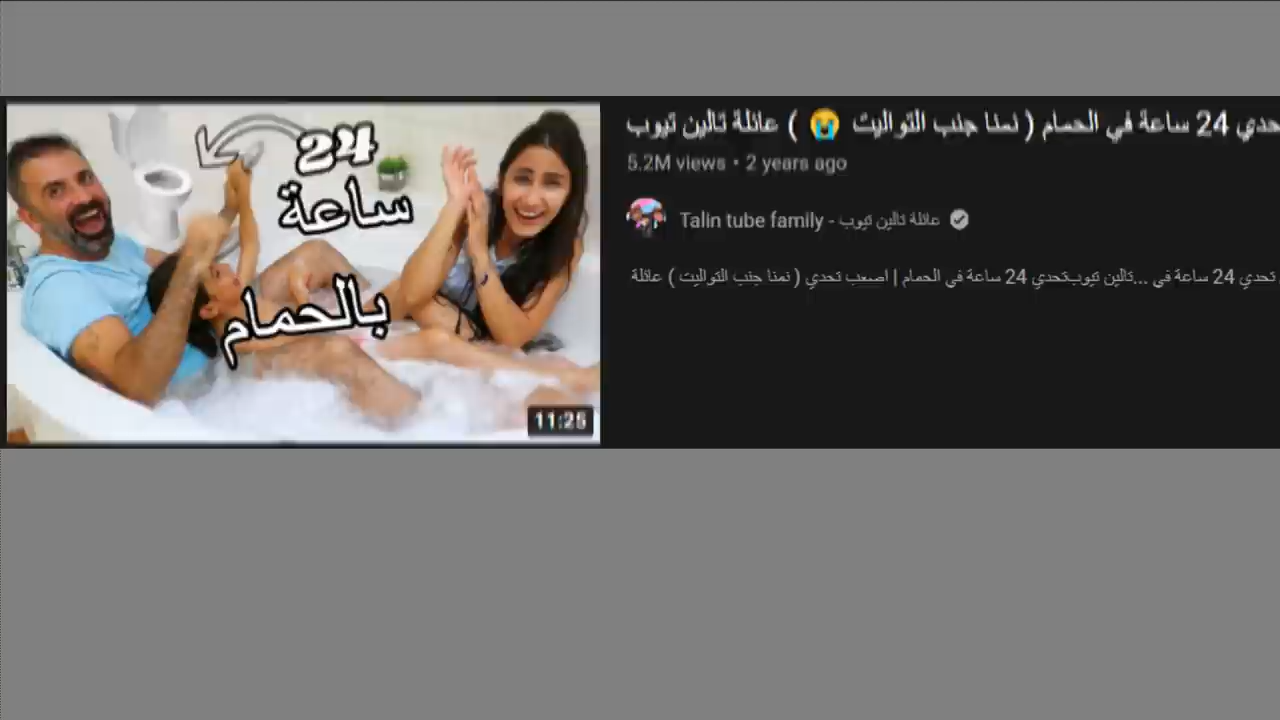 24
ساعة
بالحمام
11:25
حدي 24 ساعة في الحمام ( نمنا جنب التواليت 😭 ) عائلة تالين تيوب
5.2M views • 2 years ago
Talin tube family - عائلة تالين تيوب
تحدي 24 ساعة في الحمام | اصعب تحدي ( نمنا جنب التواليت ) عائلة تالين تيوب... تحدي 24 ساعة في